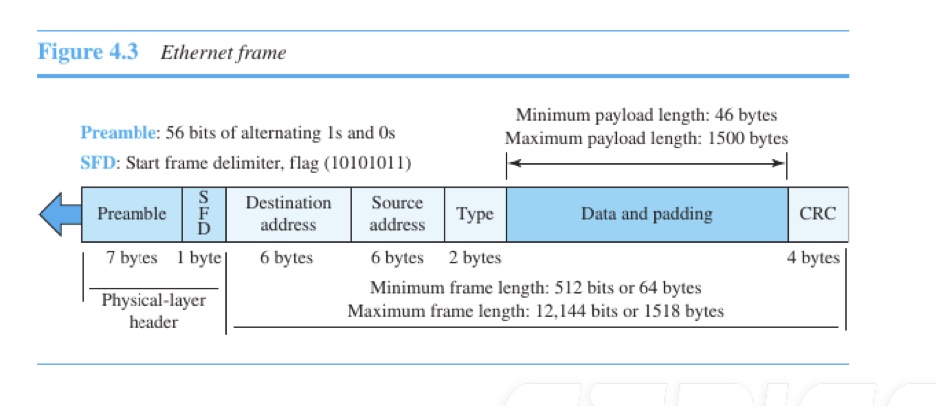 Figure 4.3 Ethernet frame
Minimum payload length: 46 bytes
Maximum payload length: 1500 bytes
Preamble: 56 bits of alternating 1s and 0s
SFD: Start frame delimiter, flag (10101011)
Preamble
S
F
D
Destination
address
Source
address
Type
Data and padding
CRC
7 bytes 1 byte 6 bytes 6 bytes 2 bytes 4 bytes
Physical-layer
header
Minimum frame length: 512 bits or 64 bytes
Maximum frame length: 12,144 bits or 1518 bytes